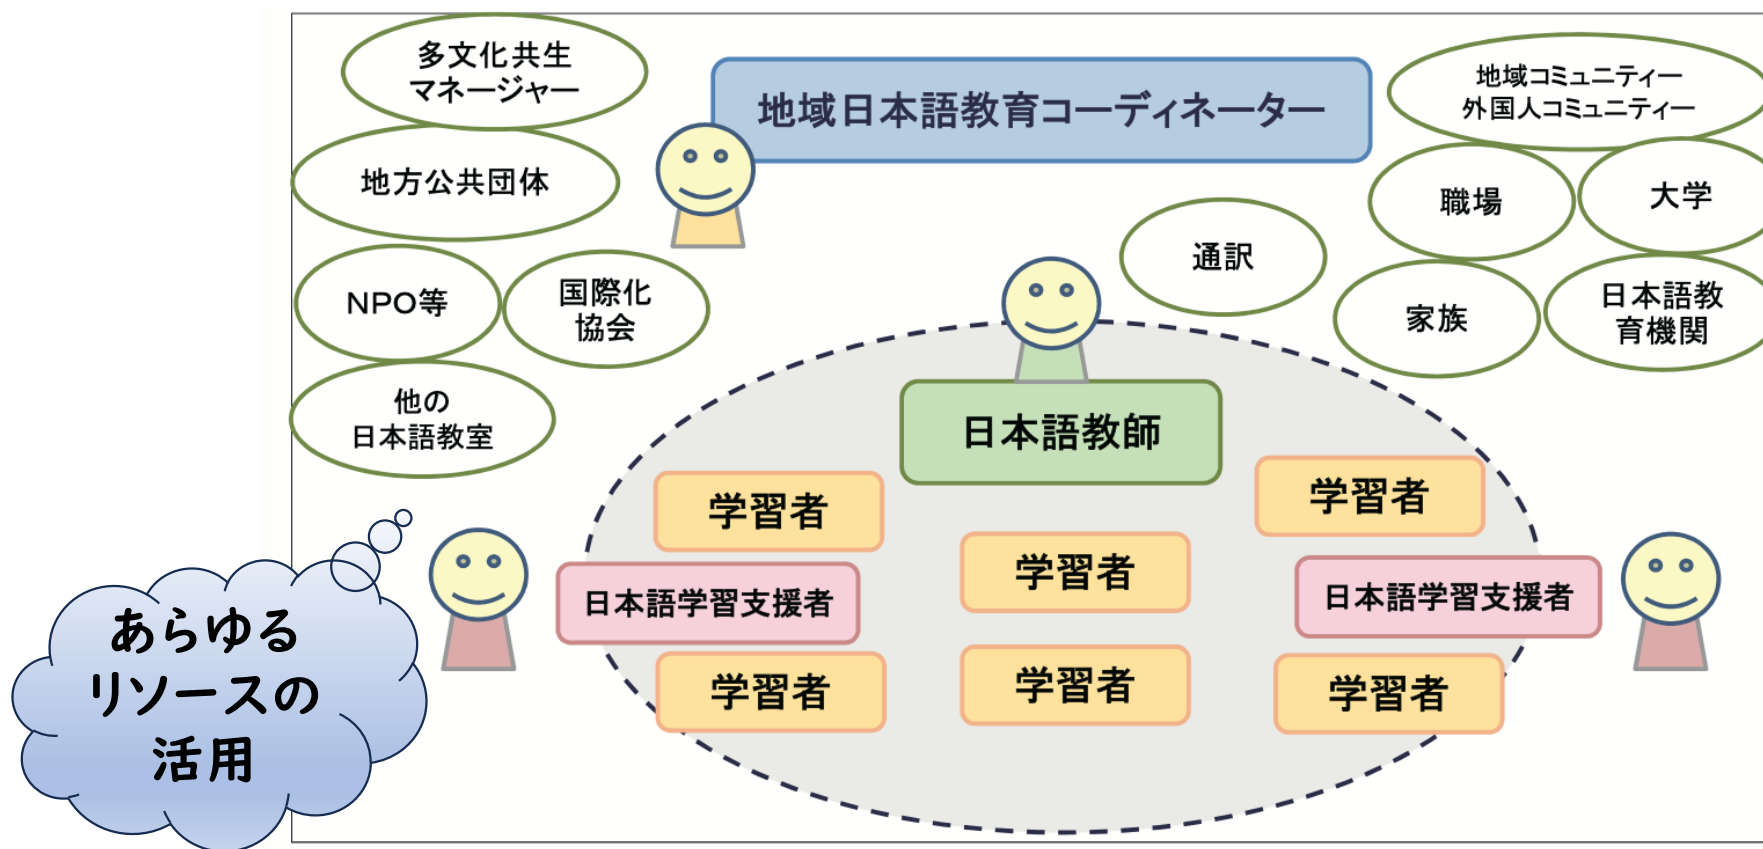 多文化共生
マネージャー
地域日本語教育コーディネーター
地域コミュニティー
外国人コミュニティー
地方公共団体
職場
大学
通訳
NPO等
国際化
協会
家族
日本語教
育機関
他の
日本語教室
日本語教師
学習者
学習者
学習者
日本語学習支援者
日本語学習支援者
学習者
学習者
学習者
あらゆる
リソースの
活用